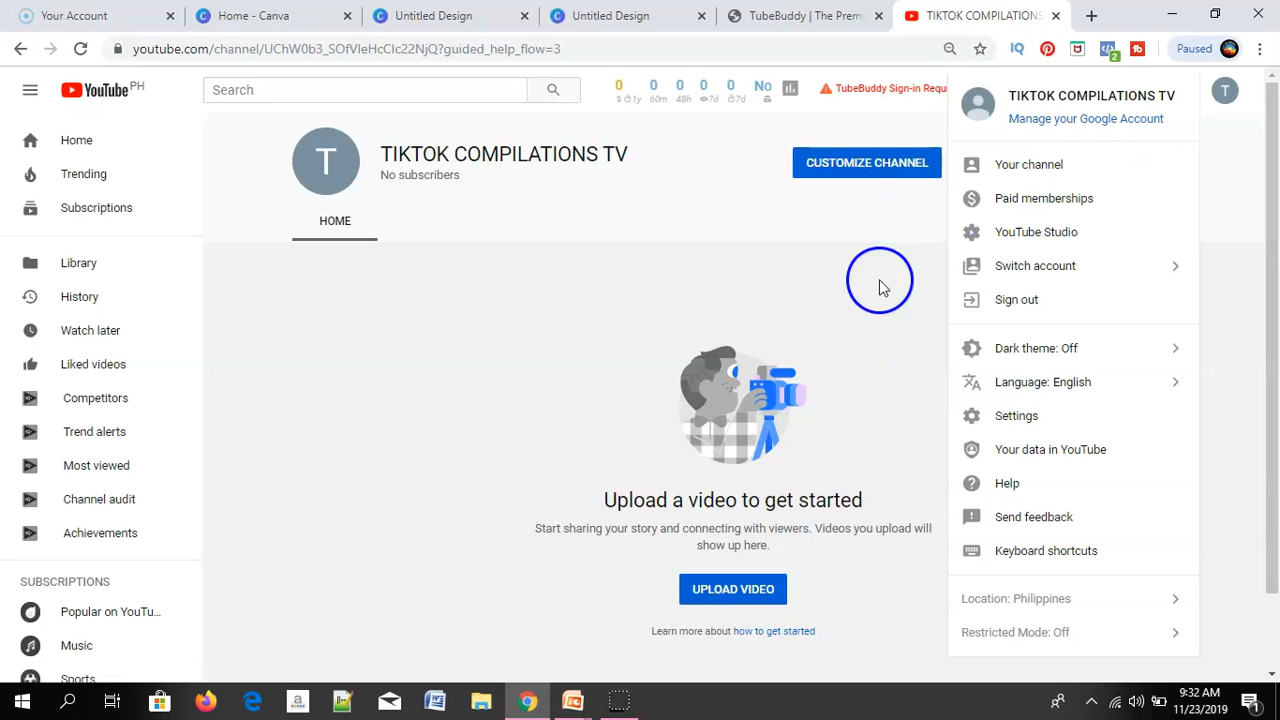 Your Account
Home - Canva
Untitled Design
Untitled Design
TubeBuddy | The Prem
TIKTOK COMPILATIONS
youtube.com/channel/UChW0b3_SOfVIeHcCIc22NjQ?guided_help_flow=3
Paused
YouTube PH
Search
0
1y
0
60m
0
48h
0
7d
0
7d
No
TubeBuddy Sign-in Requ
T
Home
Trending
Subscriptions
Library
History
Watch later
Liked videos
Competitors
Trend alerts
Most viewed
Channel audit
Achievements
SUBSCRIPTIONS
Popular on YouTu...
Music
Sports
T
TIKTOK COMPILATIONS TV
No subscribers
CUSTOMIZE CHANNEL
HOME
Upload a video to get started
Start sharing your story and connecting with viewers. Videos you upload will
show up here.
UPLOAD VIDEO
Learn more about how to get started
TIKTOK COMPILATIONS TV
Manage your Google Account
Your channel
Paid memberships
YouTube Studio
Switch account
Sign out
Dark theme: Off
Language: English
Settings
Your data in YouTube
Help
Send feedback
Keyboard shortcuts
Location: Philippines
Restricted Mode: Off
9:32 AM
11/23/2019